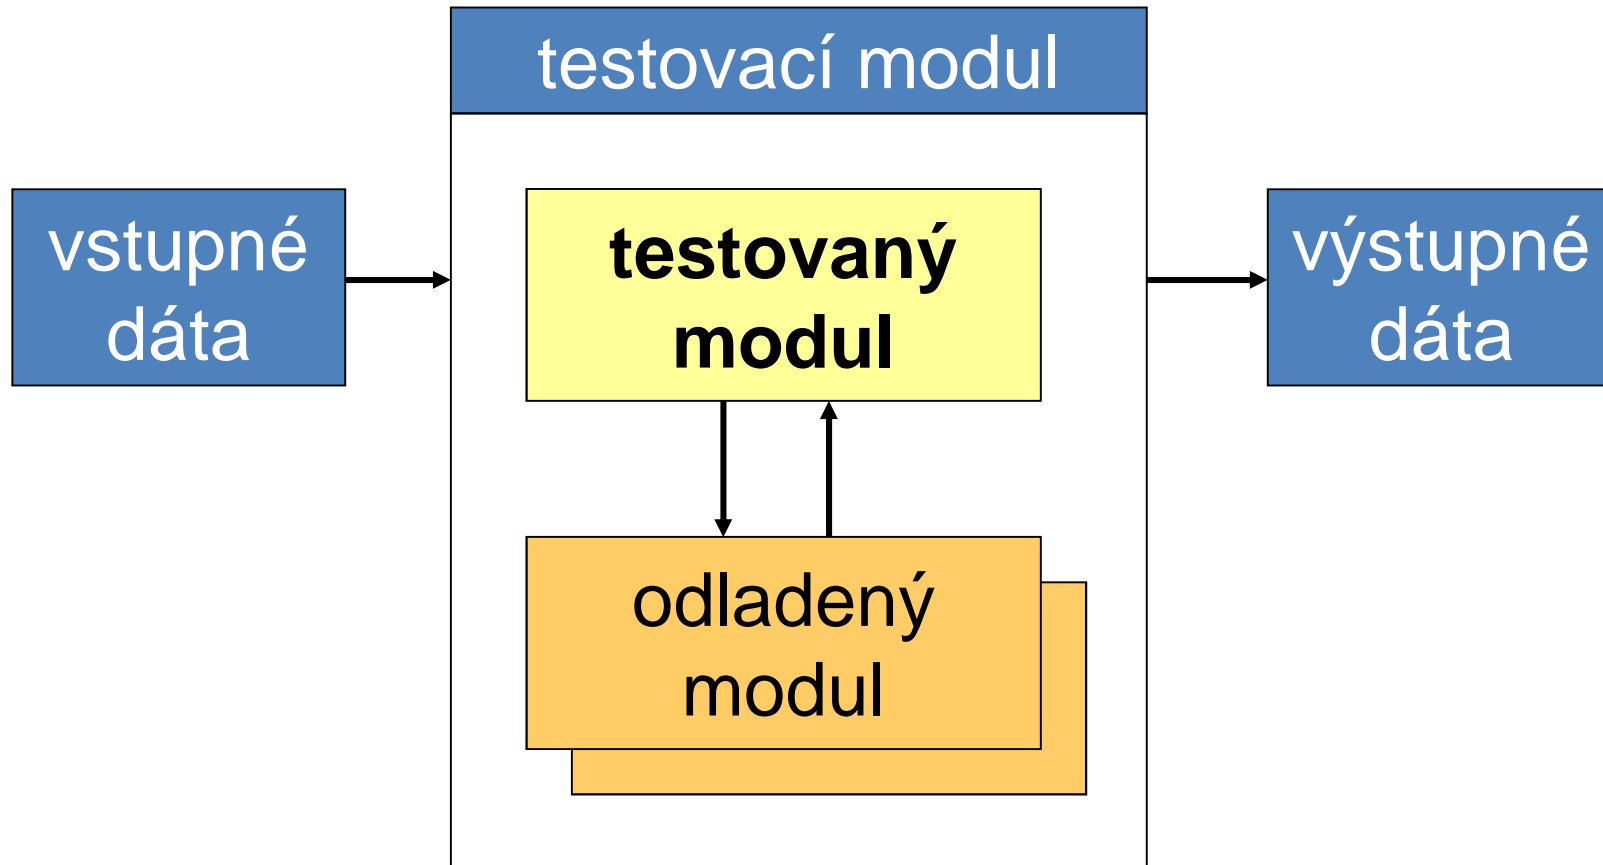 testovací modul
vstupné
dáta
testovaný
modul
výstupné
dáta
odladený
modul